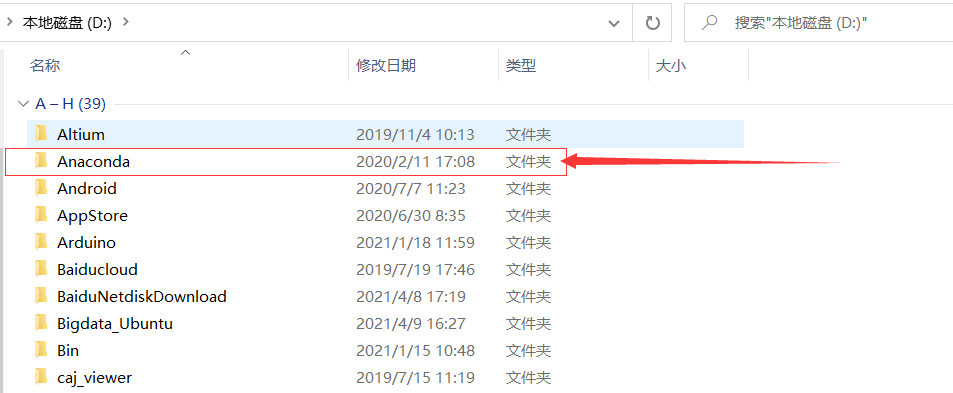 本地磁盘 (D:) 搜索"本地磁盘 (D:)"
名称 修改日期 类型 大小
A – H (39)
Altium 2019/11/4 10:13 文件夹
Anaconda 2020/2/11 17:08 文件夹
Android 2020/7/7 11:23 文件夹
AppStore 2020/6/30 8:35 文件夹
Arduino 2021/1/18 11:59 文件夹
Baiducloud 2019/7/19 17:46 文件夹
BaiduNetdiskDownload 2021/4/8 17:19 文件夹
Bigdata_Ubuntu 2021/4/9 16:27 文件夹
Bin 2021/1/15 10:48 文件夹
caj_viewer 2019/7/15 11:19 文件夹